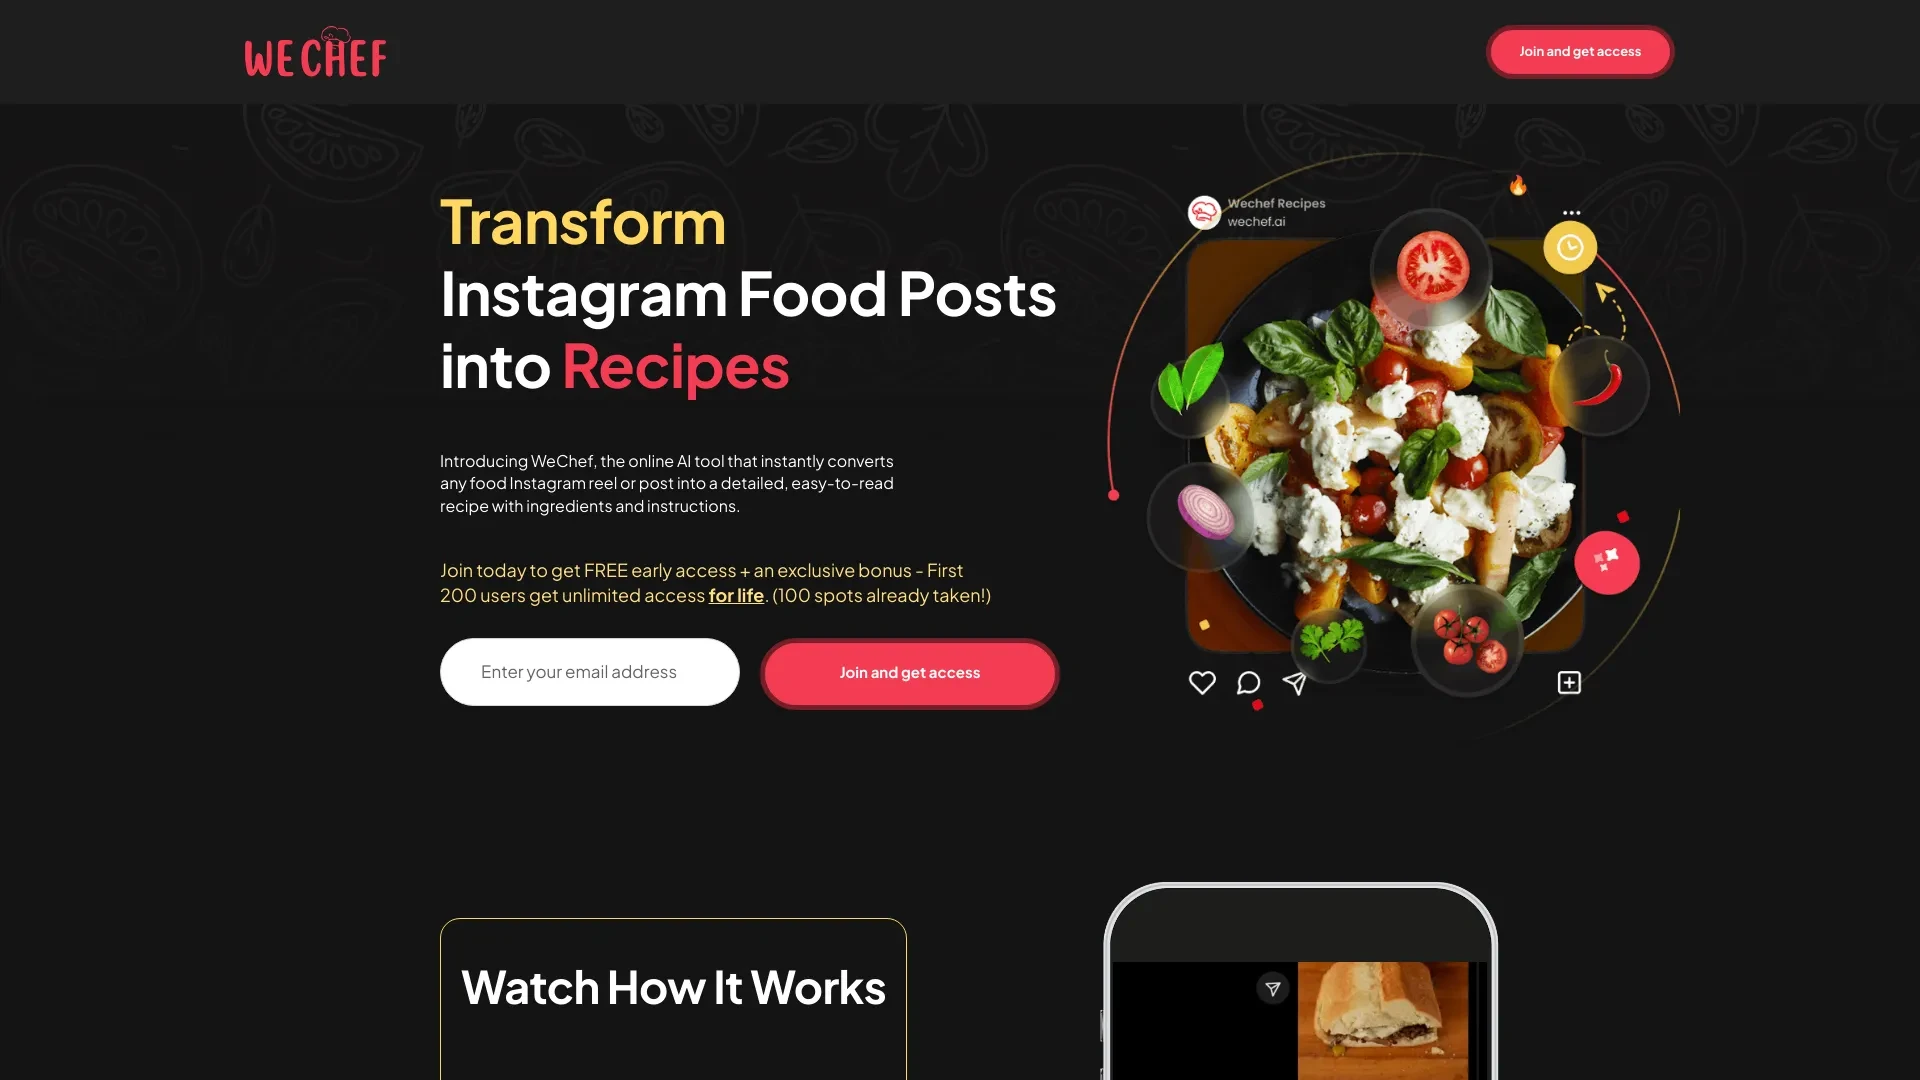 WECHEF
Join and get access
Transform
Instagram Food Posts
into Recipes
Introducing WeChef, the online AI tool that instantly converts
any food Instagram reel or post into a detailed, easy-to-read
recipe with ingredients and instructions.
Join today to get FREE early access + an exclusive bonus - First
200 users get unlimited access for life. (100 spots already taken!)
Enter your email address
Join and get access
Wechef Recipes
wechef.ai
Watch How It Works